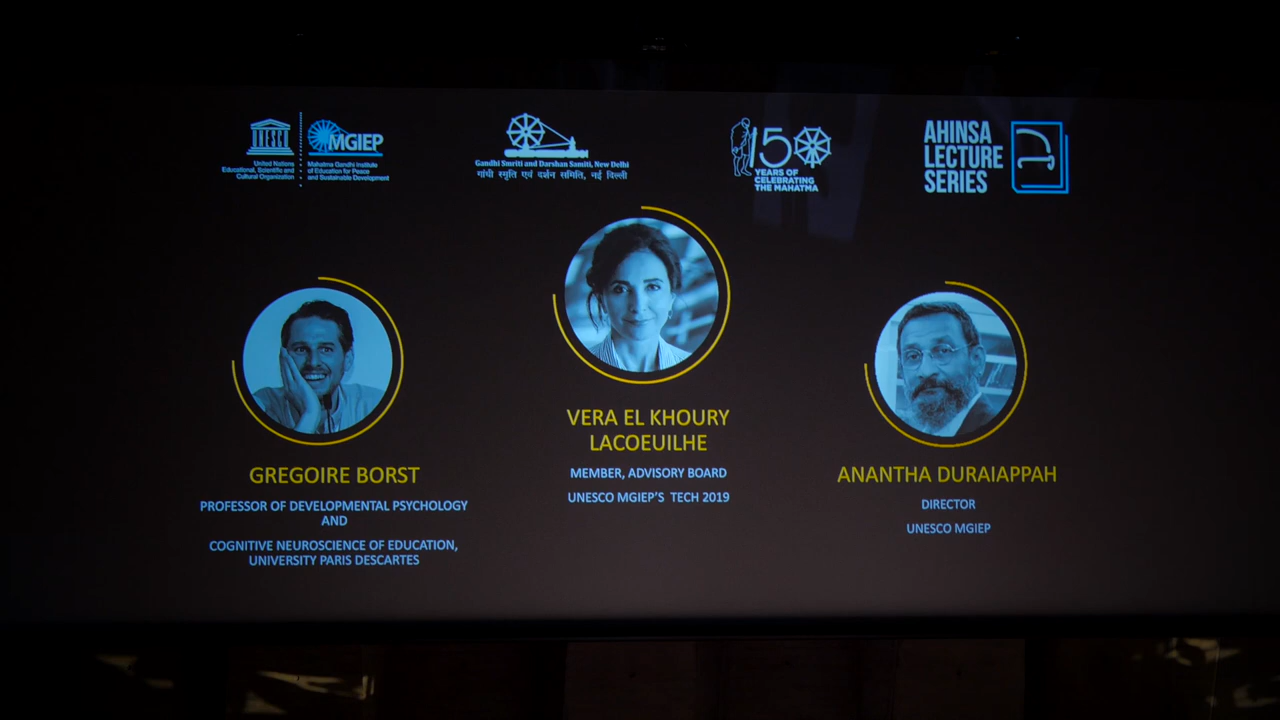 UNESCO
United Nations
Educational, Scientific and
Cultural Organization
MGIEP
Mahatma Gandhi Institute
of Education for Peace
and Sustainable Development
Gandhi Smriti and Darshan Samiti, New Delhi
गांधी स्मृति एवं दर्शन समिति, नई दिल्ली
150
YEARS OF
CELEBRATING
THE MAHATMA
AHINSA
LECTURE
SERIES
GREGOIRE BORST
PROFESSOR OF DEVELOPMENTAL PSYCHOLOGY
AND
COGNITIVE NEUROSCIENCE OF EDUCATION,
UNIVERSITY PARIS DESCARTES
VERA EL KHOURY
LACOEUILHE
MEMBER, ADVISORY BOARD
UNESCO MGIEP'S TECH 2019
ANANTHA DURAIAPPAH
DIRECTOR
UNESCO MGIEP